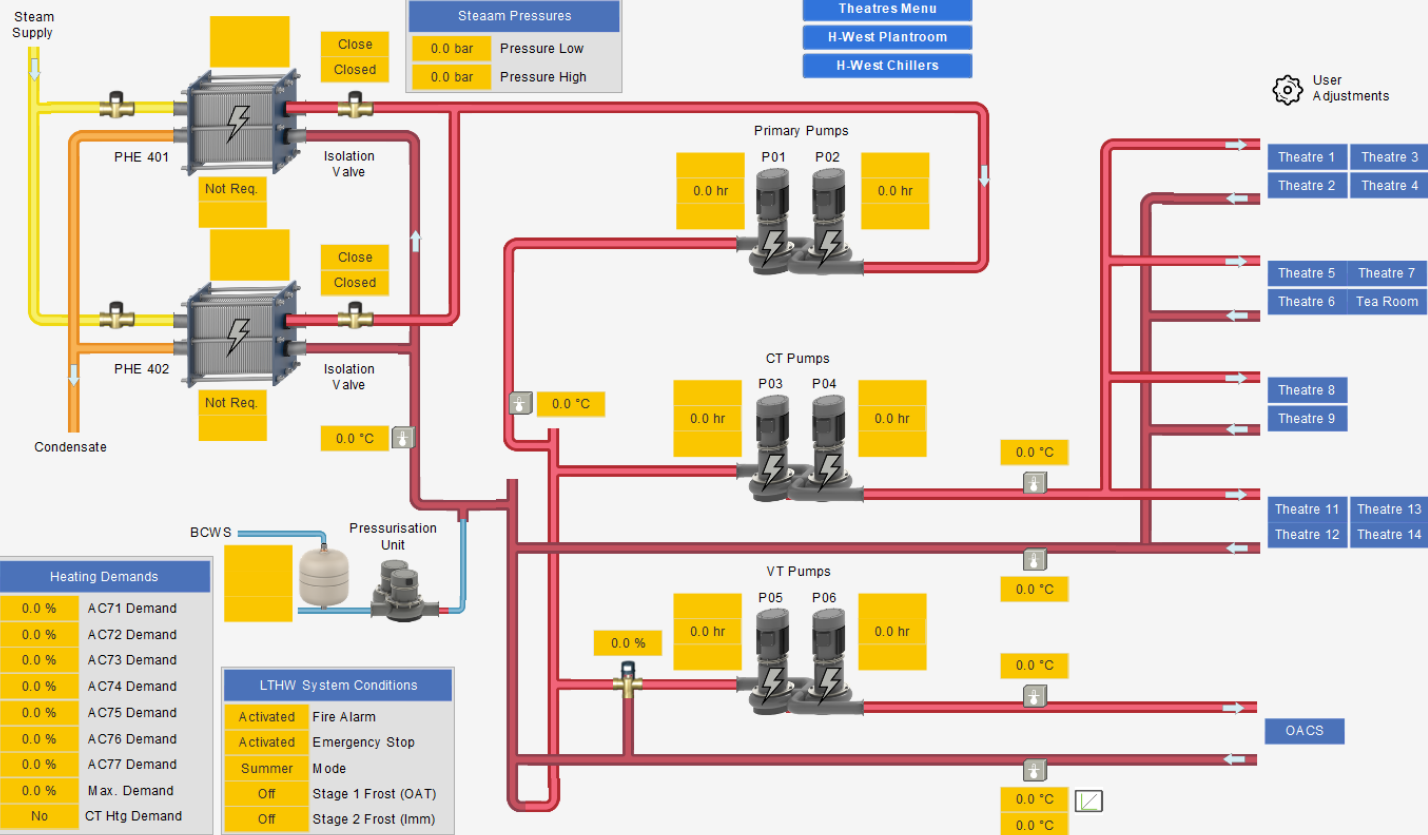 Steam
Supply
Close
Closed
PHE 401
Isolation
Valve
Not Req.
Close
Closed
PHE 402
Isolation
Valve
Not Req.
Condensate
0.0 °C
Steaam Pressures
0.0 bar Pressure Low
0.0 bar Pressure High
Theatres Menu
H-West Plantroom
H-West Chillers
User
Adjustments
Primary Pumps
P01 P02
0.0 hr 0.0 hr
0.0 °C
CT Pumps
P03 P04
0.0 hr 0.0 hr
0.0 °C
0.0 °C
VT Pumps
P05 P06
0.0 hr 0.0 hr
0.0 %
0.0 °C
0.0 °C
0.0 °C
Theatre 1 Theatre 3
Theatre 2 Theatre 4
Theatre 5 Theatre 7
Theatre 6 Tea Room
Theatre 8
Theatre 9
Theatre 11 Theatre 13
Theatre 12 Theatre 14
OACS
BCWS
Pressurisation
Unit
Heating Demands
0.0 % AC71 Demand
0.0 % AC72 Demand
0.0 % AC73 Demand
0.0 % AC74 Demand
0.0 % AC75 Demand
0.0 % AC76 Demand
0.0 % AC77 Demand
0.0 % Max. Demand
No CT Htg Demand
LTHW System Conditions
Activated Fire Alarm
Activated Emergency Stop
Summer Mode
Off Stage 1 Frost (OAT)
Off Stage 2 Frost (Imm)